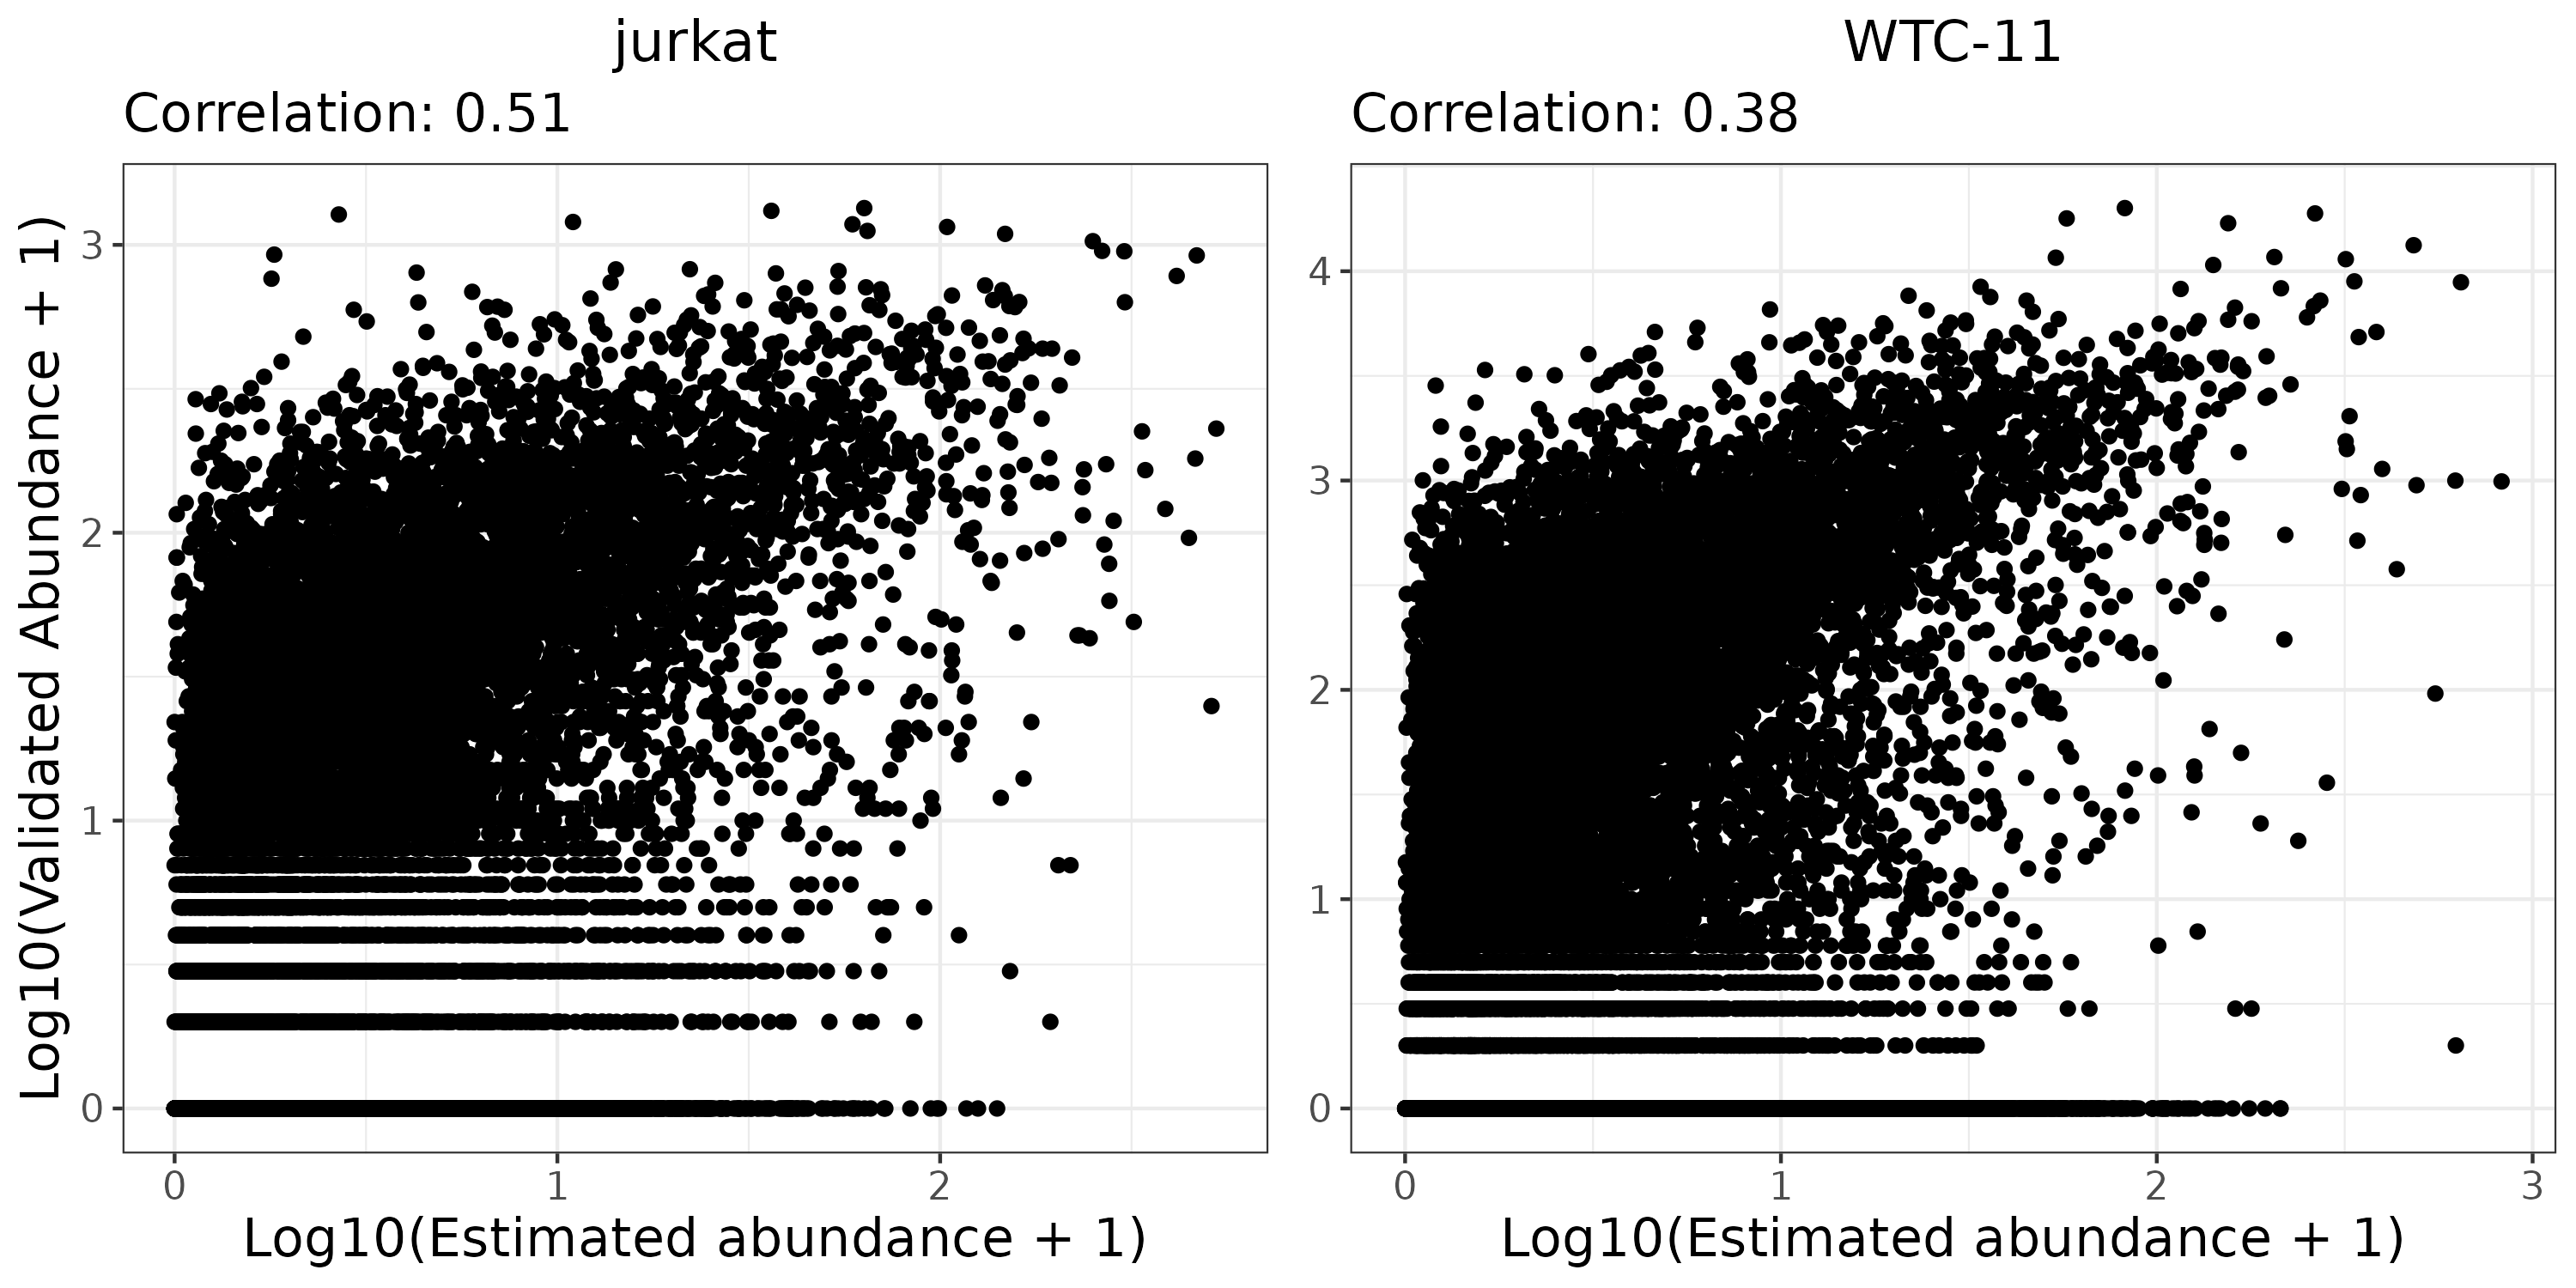 jurkat
Correlation: 0.51
Log10(Validated Abundance + 1)
3
2
1
0
0 1 2
Log10(Estimated abundance + 1)
WTC-11
Correlation: 0.38
4
3
2
1
0
0 1 2 3
Log10(Estimated abundance + 1)